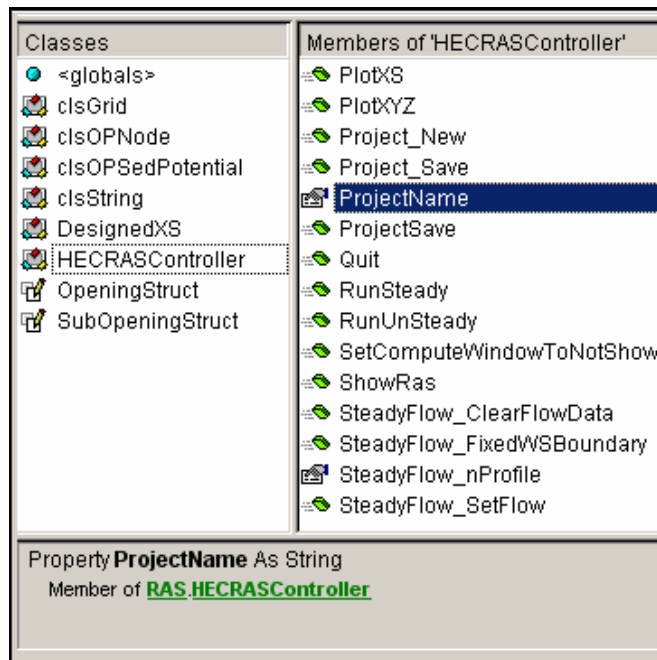 Classes
<globals>
clsGrid
clsOPNode
clsOPSedPotential
clsString
DesignedXS
HECRASController
OpeningStruct
SubOpeningStruct
Members of 'HECRASController'
PlotXS
PlotXYZ
Project_New
Project_Save
ProjectName
ProjectSave
Quit
RunSteady
RunUnSteady
SetComputeWindowToNotShow
ShowRas
SteadyFlow_ClearFlowData
SteadyFlow_FixedWSBoundary
SteadyFlow_nProfile
SteadyFlow_SetFlow
Property ProjectName As String
Member of RAS.HECRASController